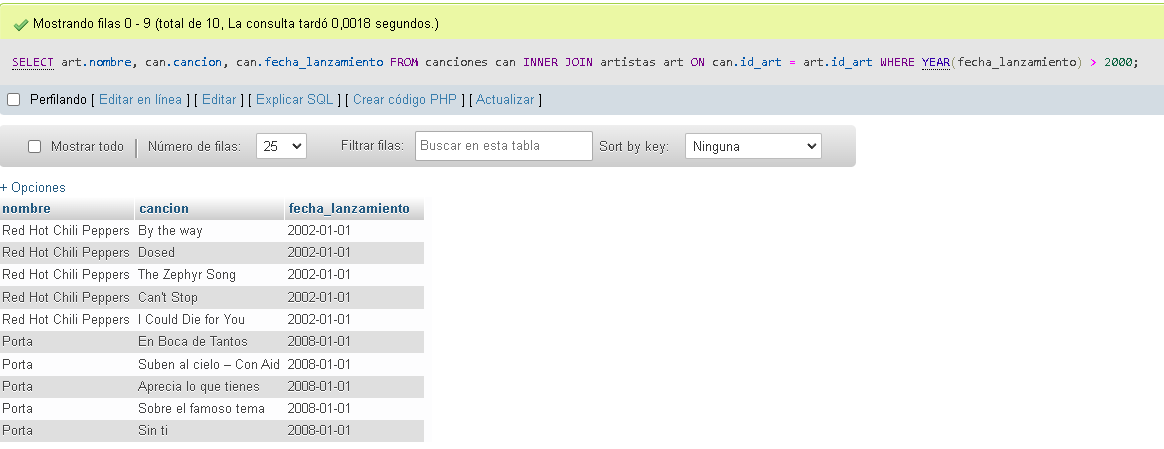 Mostrando filas 0 - 9 (total de 10, La consulta tardó 0,0018 segundos.)
SELECT art.nombre, can.cancion, can.fecha_lanzamiento FROM canciones can INNER JOIN artistas art ON can.id_art = art.id_art WHERE YEAR(fecha_lanzamiento) > 2000;
Perfilando [ Editar en línea ] [ Editar ] [ Explicar SQL ] [ Crear código PHP ] [ Actualizar ]
Mostrar todo | Número de filas: 25 Filtrar filas: Buscar en esta tabla Sort by key: Ninguna
+ Opciones
nombre cancion fecha_lanzamiento
Red Hot Chili Peppers By the way 2002-01-01
Red Hot Chili Peppers Dosed 2002-01-01
Red Hot Chili Peppers The Zephyr Song 2002-01-01
Red Hot Chili Peppers Can't Stop 2002-01-01
Red Hot Chili Peppers I Could Die for You 2002-01-01
Porta En Boca de Tantos 2008-01-01
Porta Suben al cielo – Con Aid 2008-01-01
Porta Aprecia lo que tienes 2008-01-01
Porta Sobre el famoso tema 2008-01-01
Porta Sin ti 2008-01-01